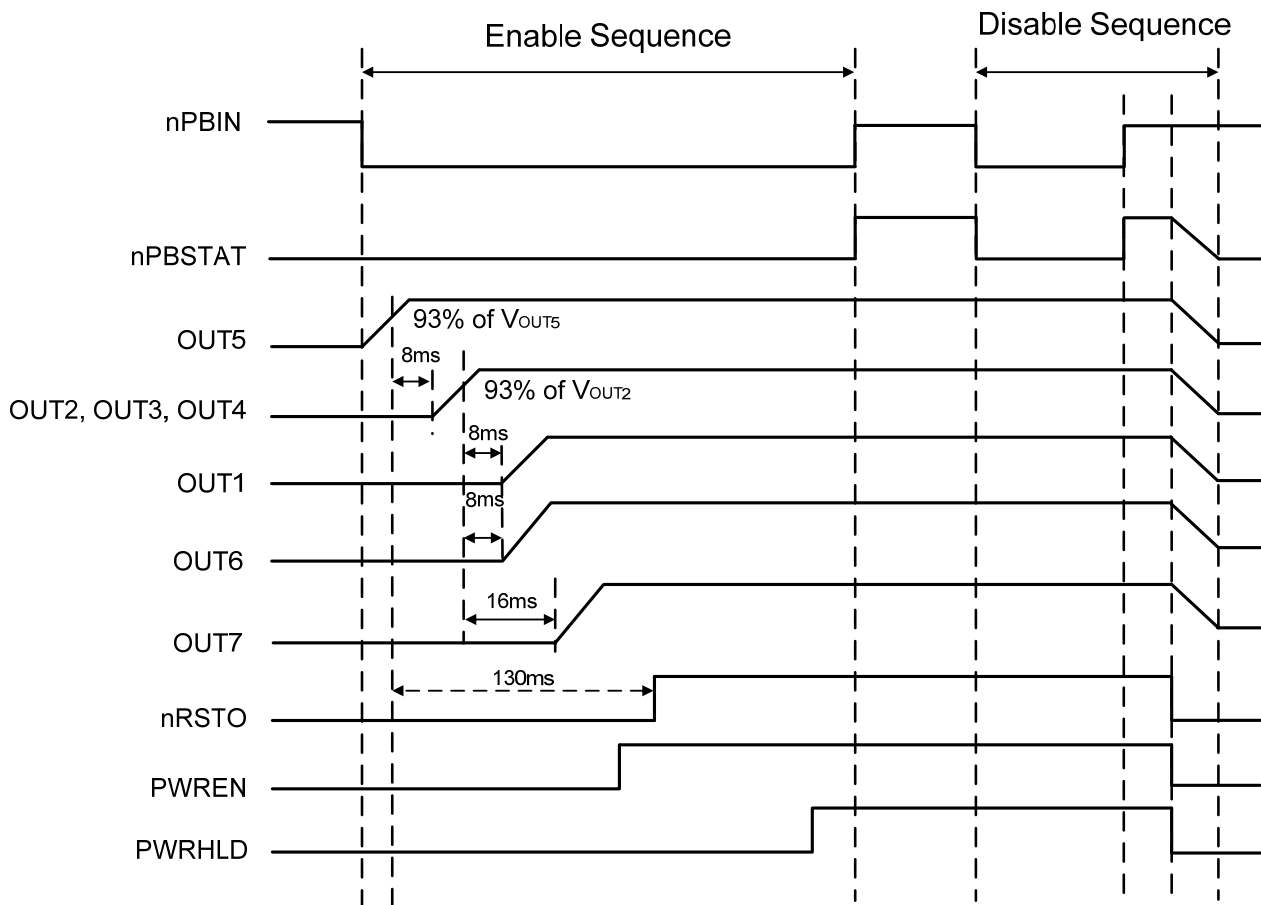 Enable Sequence
Disable Sequence
nPBIN
nPBSTAT
OUT5
93% of VOUT5
8ms
OUT2, OUT3, OUT4
93% of VOUT2
8ms
OUT1
8ms
OUT6
16ms
OUT7
130ms
nRSTO
PWREN
PWRHLD